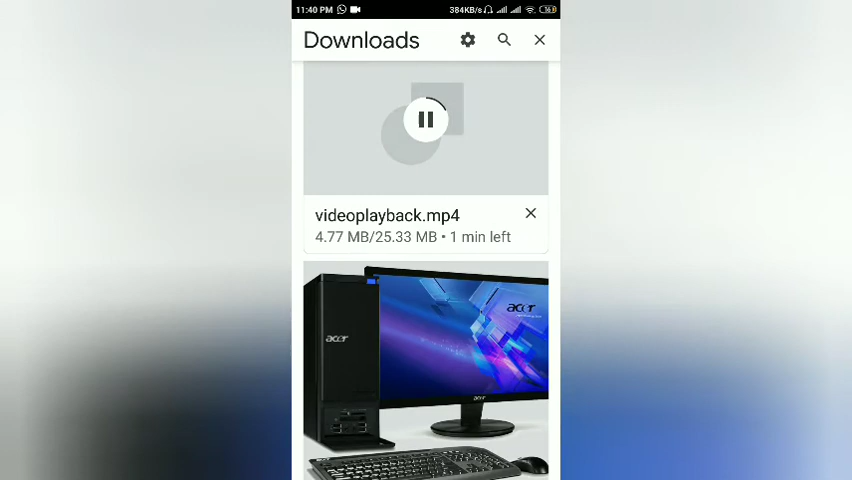 11:40 PM 384KB/s
Downloads
videoplayback.mp4
4.77 MB/25.33 MB • 1 min left
acer
acer
acer